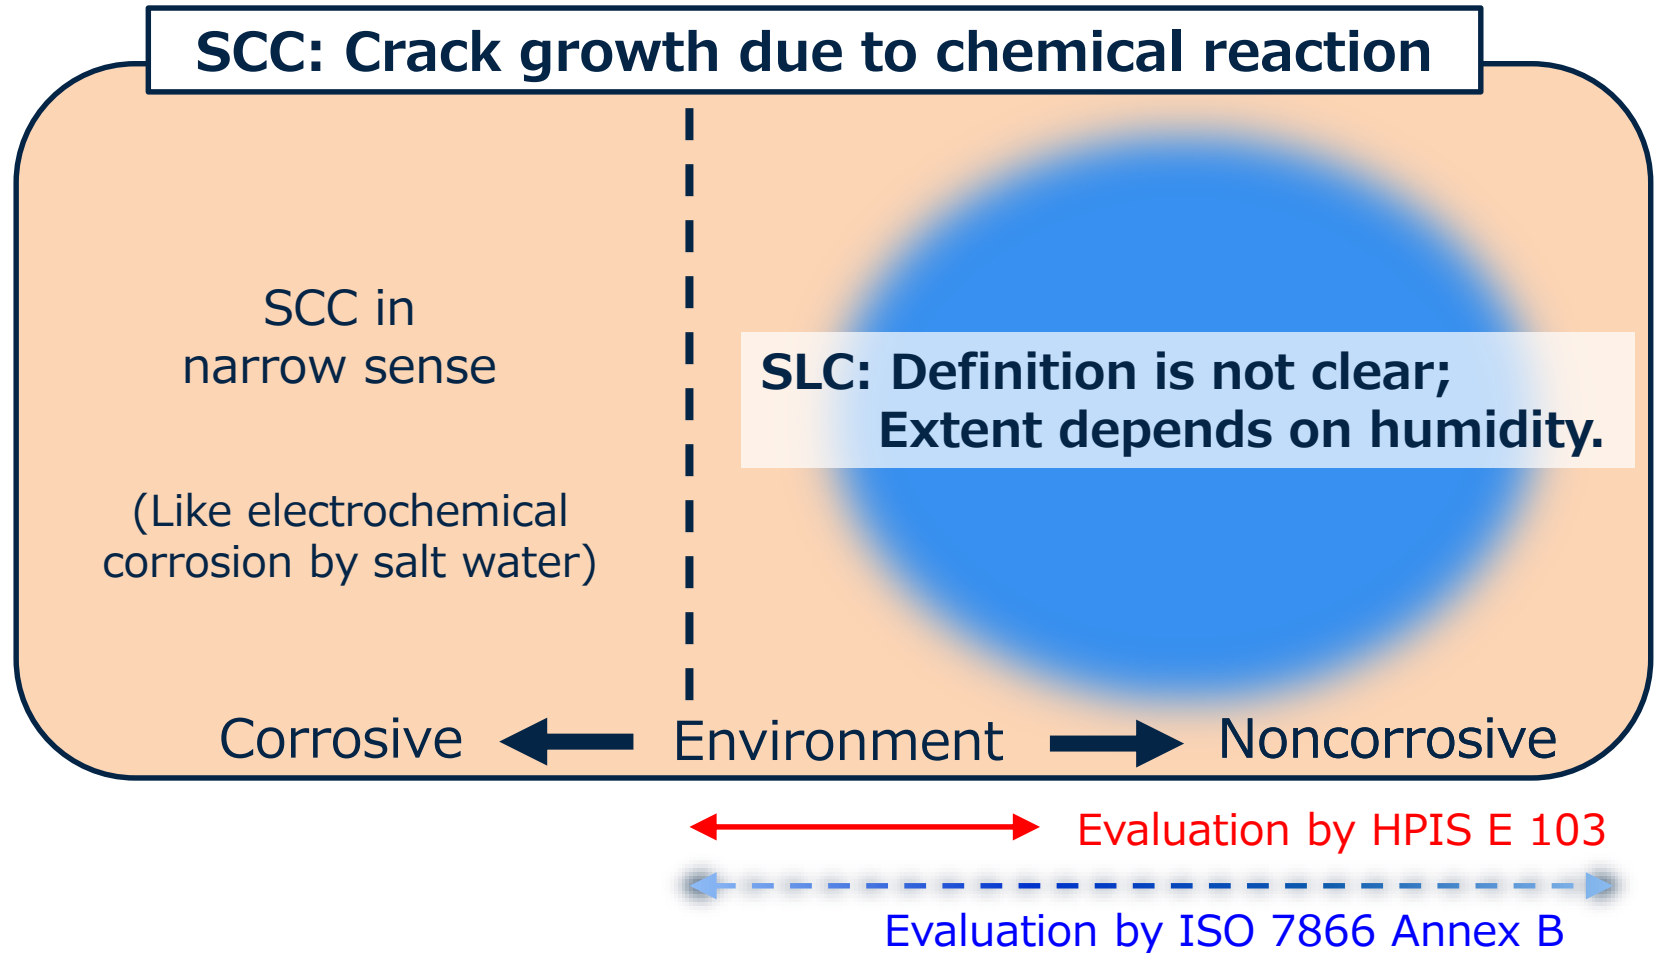 SCC: Crack growth due to chemical reaction
SCC in
narrow sense
(Like electrochemical
corrosion by salt water)
SLC: Definition is not clear;
Extent depends on humidity.
Corrosive
Environment
Noncorrosive
Evaluation by HPIS E 103
Evaluation by ISO 7866 Annex B